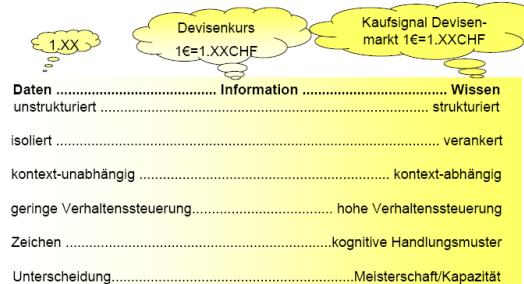 1.XX
Devisenkurs
1€=1.XXCHF
Kaufsignal Devisen-
markt 1€=1.XXCHF
Daten ........................................ Information ..................................... Wissen
unstrukturiert ................................................................................ strukturiert
isoliert ............................................................................................. verankert
kontext-unabhängig ................................................................ kontext-abhängig
geringe Verhaltenssteuerung................................... hohe Verhaltenssteuerung
Zeichen .................................................................kognitive Handlungsmuster
Unterscheidung............................................................Meisterschaft/Kapazität